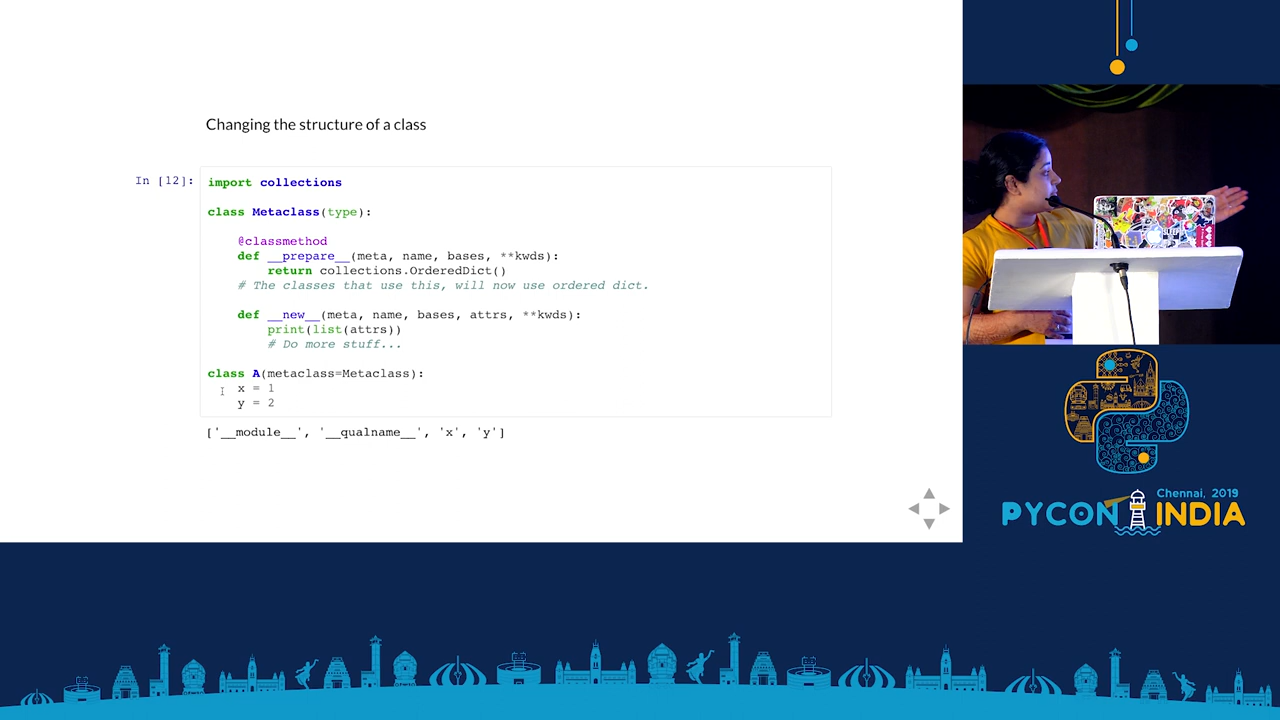 Changing the structure of a class
In [12]:
import collections
class Metaclass(type):
@classmethod
def __prepare__(meta, name, bases, **kwds):
return collections.OrderedDict()
# The classes that use this, will now use ordered dict.
def __new__(meta, name, bases, attrs, **kwds):
print(list(attrs))
# Do more stuff...
class A(metaclass=Metaclass):
x = 1
y = 2
['__module__', '__qualname__', 'x', 'y']
Chennai, 2019
PYCON INDIA